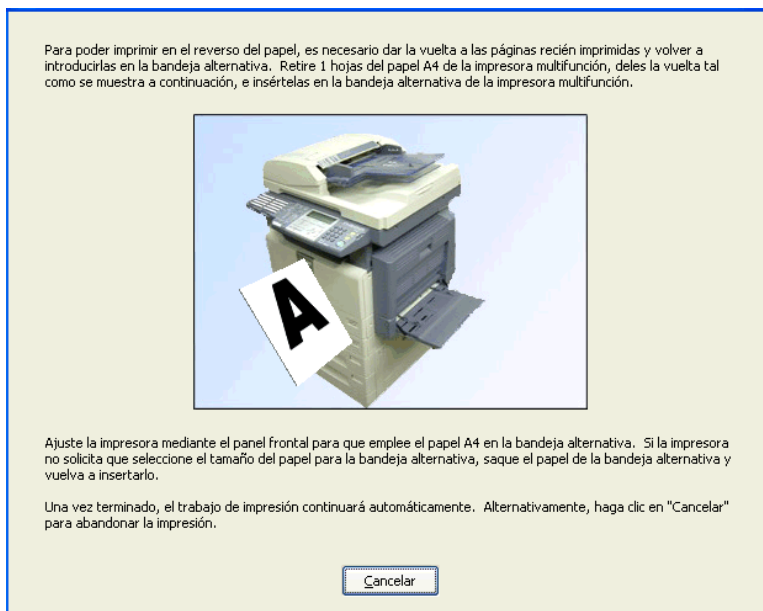 Para poder imprimir en el reverso del papel, es necesario dar la vuelta a las páginas recién imprimidas y volver a
introducirlas en la bandeja alternativa.  Retire 1 hojas del papel A4 de la impresora multifunción, deles la vuelta tal
como se muestra a continuación, e insértelas en la bandeja alternativa de la impresora multifunción.
A
Ajuste la impresora mediante el panel frontal para que emplee el papel A4 en la bandeja alternativa.  Si la impresora
no solicita que seleccione el tamaño del papel para la bandeja alternativa, saque el papel de la bandeja alternativa y
vuelva a insertarlo.
Una vez terminado, el trabajo de impresión continuará automáticamente.  Alternativamente, haga clic en "Cancelar"
para abandonar la impresión.
Cancelar